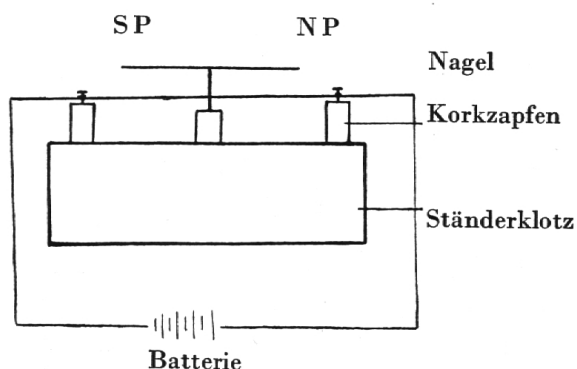 SP NP
Nagel
Korkzapfen
Ständerklotz
Batterie